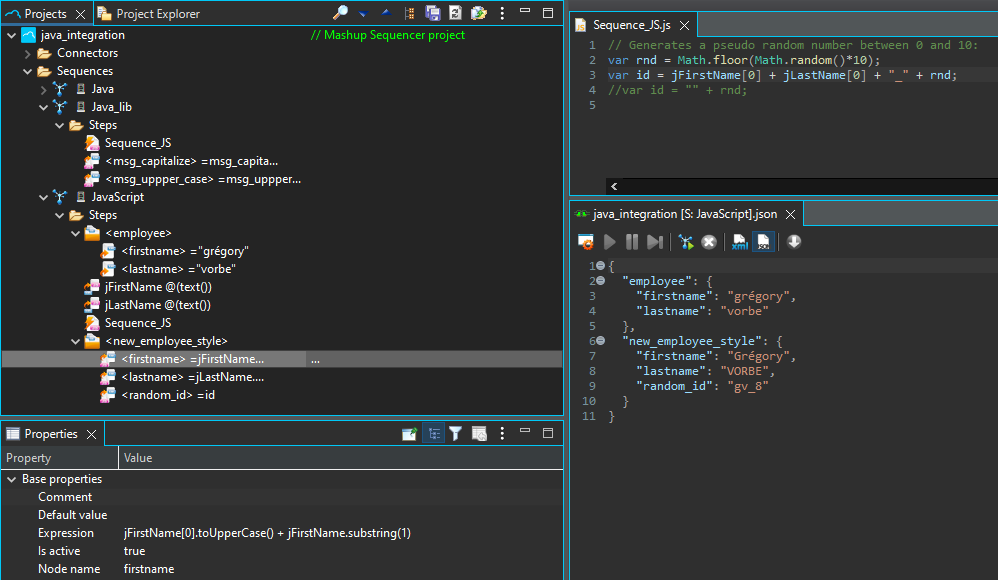 Projects
Project Explorer
java_integration
// Mashup Sequencer project
Connectors
Sequences
Java
Java_lib
Steps
Sequence_JS
<msg_capitalize> =msg_capita...
<msg_uppper_case> =msg_uppper...
JavaScript
Steps
<employee>
<firstname> ="grégory"
<lastname> ="vorbe"
jFirstName @(text())
jLastName @(text())
Sequence_JS
<new_employee_style>
<firstname> =jFirstName... ...
<lastname> =jLastName....
<random_id> =id
Properties
Property Value
Base properties
Comment
Default value
Expression jFirstName[0].toUpperCase() + jFirstName.substring(1)
Is active true
Node name firstname
Sequence_JS.js
1 // Generates a pseudo random number between 0 and 10:
2 var rnd = Math.floor(Math.random()*10);
3 var id = jFirstName[0] + jLastName[0] + "_" + rnd;
4 //var id = "" + rnd;
5
java_integration [S: JavaScript].json
1 {
2 "employee": {
3 "firstname": "grégory",
4 "lastname": "vorbe"
5 },
6 "new_employee_style": {
7 "firstname": "Grégory",
8 "lastname": "VORBE",
9 "random_id": "gv_8"
10 }
11 }